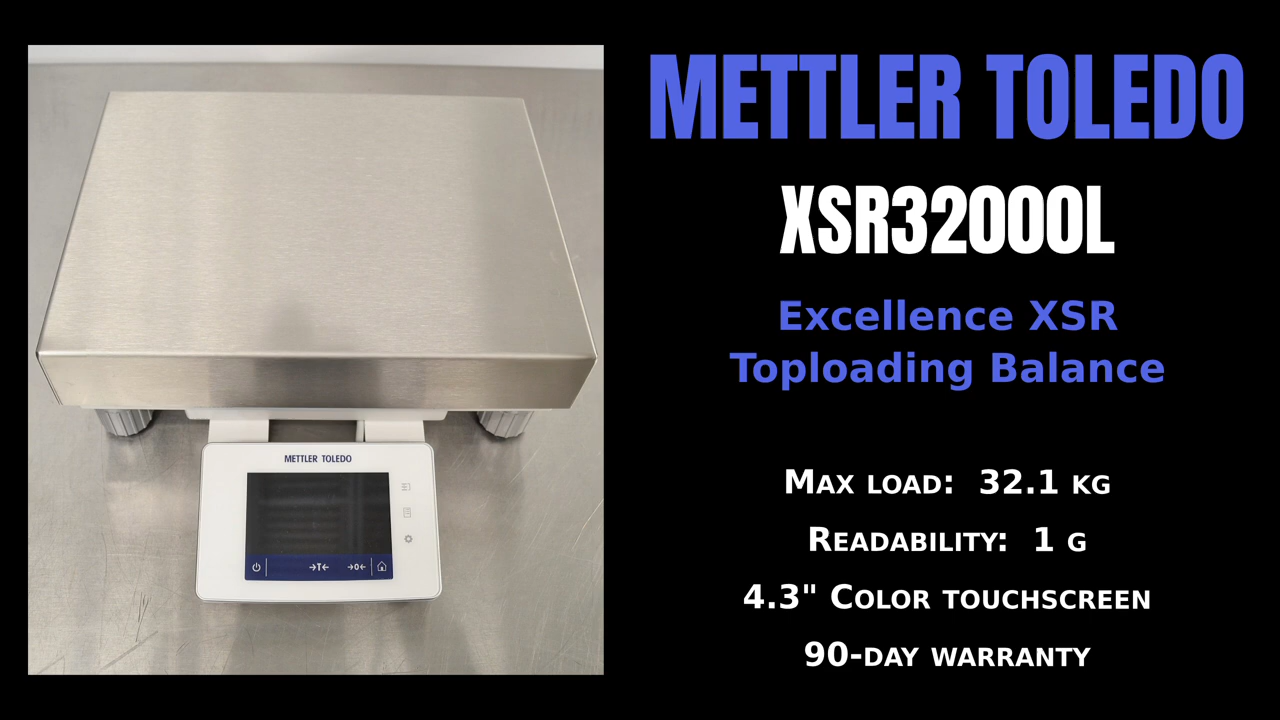 METTLER TOLEDO
XSR32000L
Excellence XSR
Toploading Balance
Max load: 32.1 kg
Readability: 1 g
4.3" Color touchscreen
90-day warranty
METTLER TOLEDO
→T← →0←